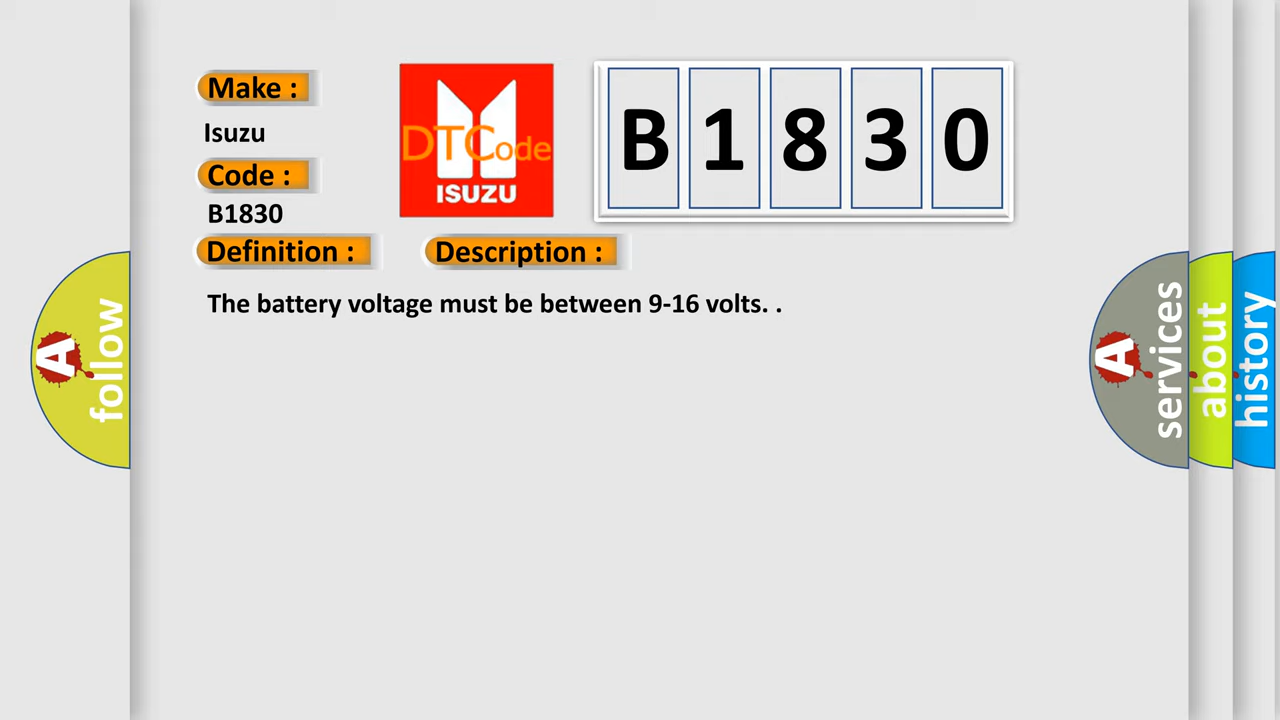 Make :
Isuzu
Code :
B1830
Definition :
Description :
The battery voltage must be between 9-16 volts. .
DTCode
ISUZU
B 1 8 3 0
A follow
A services
about
history